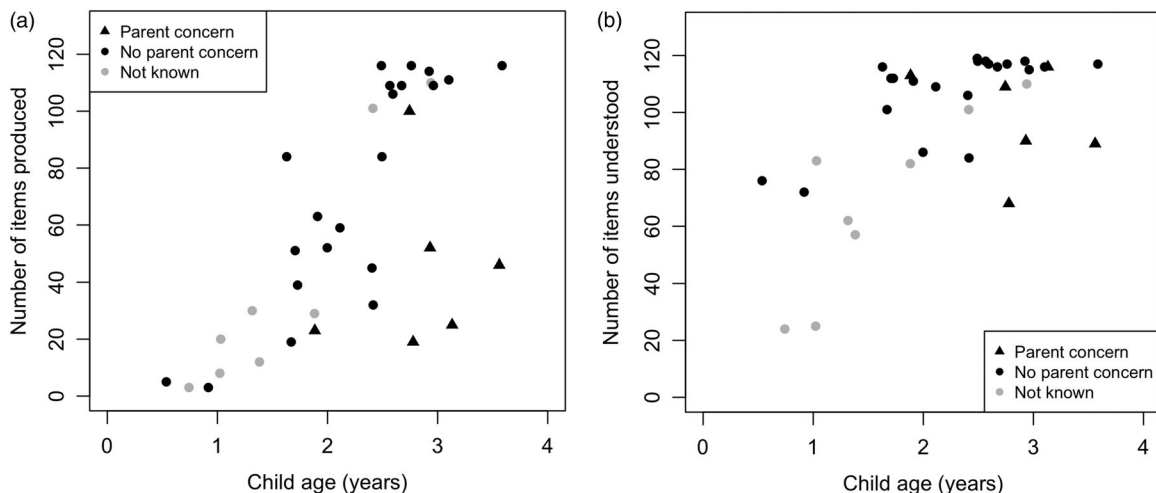 (a)
Parent concern
No parent concern
Not known
Number of items produced
0 20 40 60 80 100 120
0 1 2 3 4
Child age (years)
(b)
Number of items understood
0 20 40 60 80 100 120
Parent concern
No parent concern
Not known
0 1 2 3 4
Child age (years)